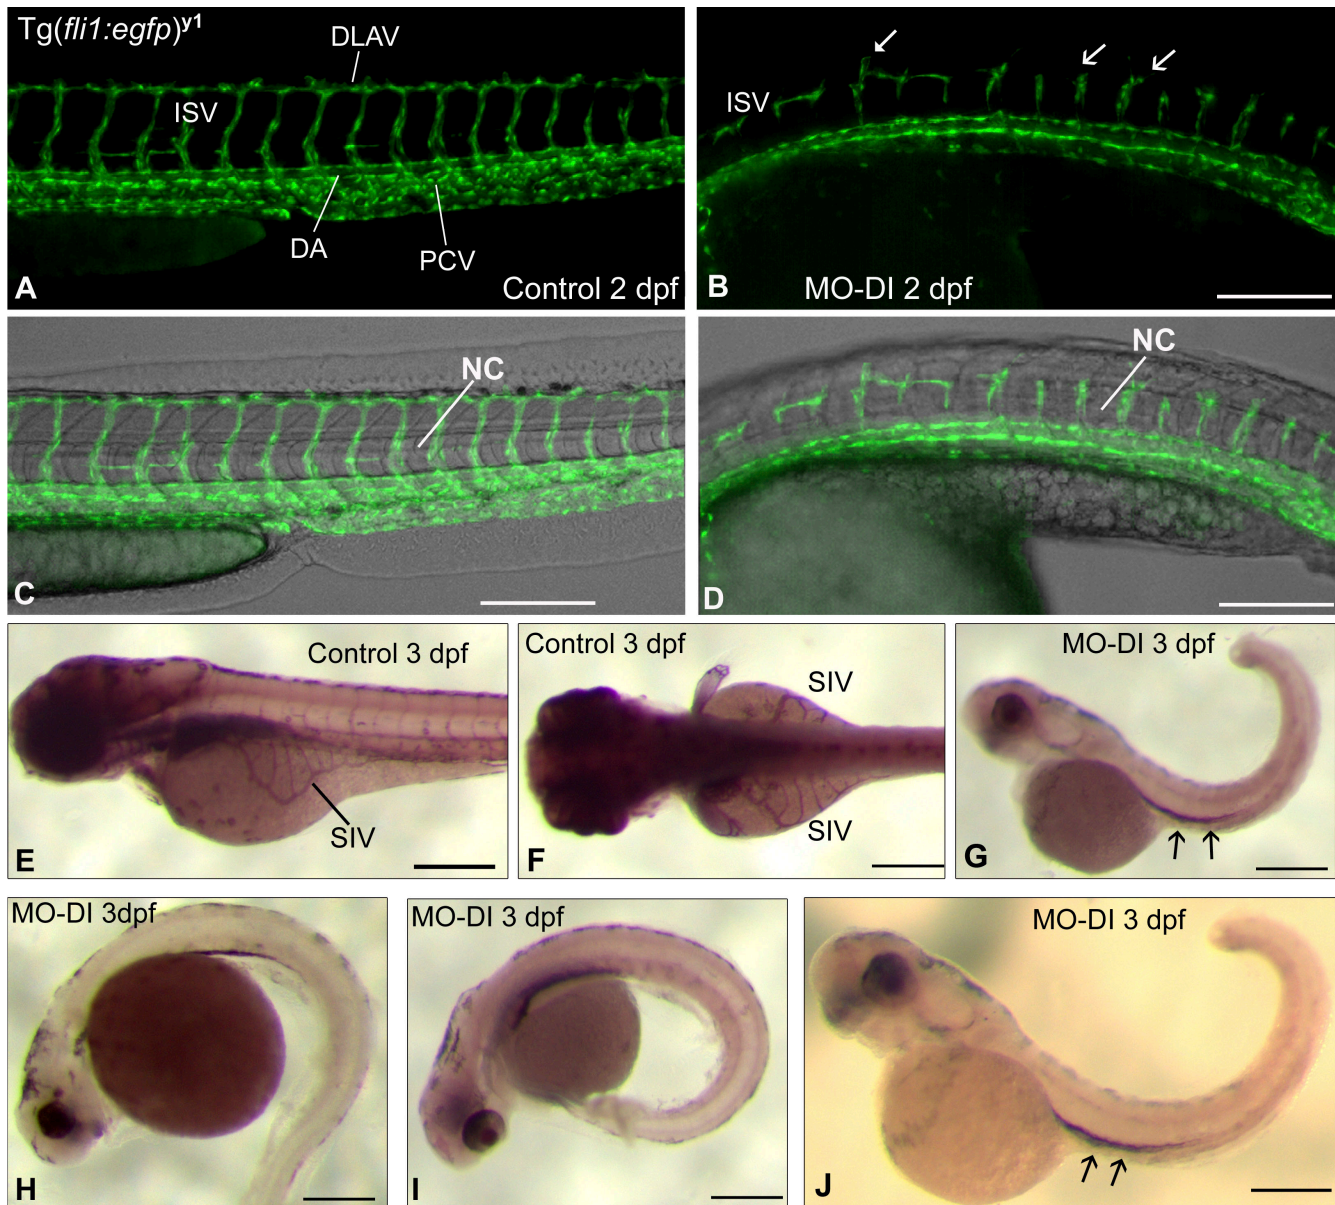 Tg(fli1:egfp)y1
DLAV
ISV
DA
PCV
A
Control 2 dpf
ISV
B
MO-DI 2 dpf
NC
C
NC
D
Control 3 dpf
SIV
E
Control 3 dpf
SIV
SIV
F
MO-DI 3 dpf
G
MO-DI 3dpf
H
MO-DI 3 dpf
I
MO-DI 3 dpf
J